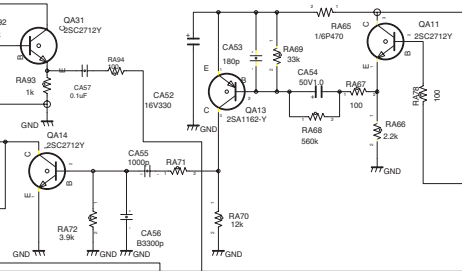 QA31
2SC2712Y
C
B
E
RA94
RA93
1k
CA57
0.1uF
GND
CA52
16V330
CA53
180p
RA69
33k
RA65
1/6P470
QA11
2SC2712Y
C
B
E
E
B
C
QA13
2SA1162-Y
CA54
50V1.0
RA67
100
RA68
560k
RA78
100
RA66
2.2k
GND
GND
QA14
2SC2712Y
C
B
E
CA55
1000p
RA71
RA72
3.9k
CA56
B3300p
RA70
12k
GND
GND
GND
GND